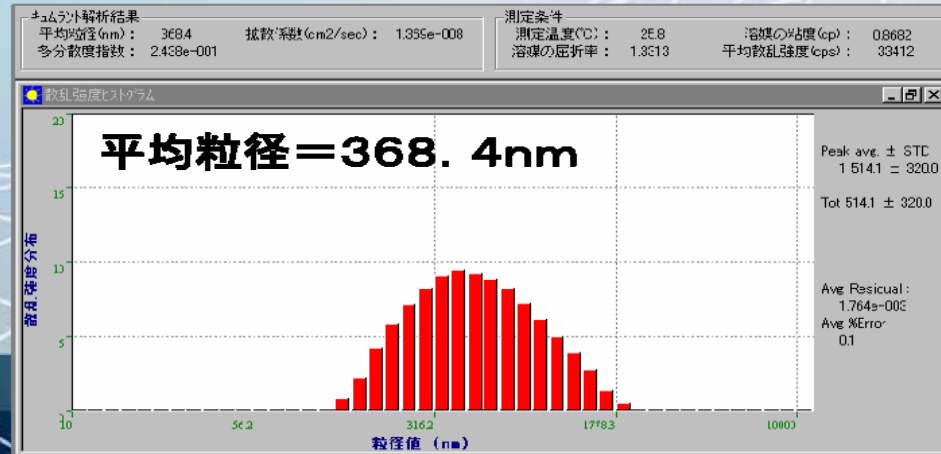 キュムラント解析結果
平均粒径(nm) : 368.4 拡散係数(cm2/sec) : 1.359e-008
多分散度指数 : 2.438e-001
測定条件
測定温度(℃) : 25.8 溶媒の粘度(cp) : 0.8682
溶媒の屈折率 : 1.3313 平均散乱強度(cps) : 33412
散乱強度ヒストグラム
平均粒径＝368. 4nm
Peak avg. ± STD
1 514.1 ± 320.0
Tot 514.1 ± 320.0
Avg Residual :
1.764e-003
Avg %Error
0.1
散乱強度分布
20
15
10
5
10 56.2 316.2 1778.3 10000
粒径値 (nm)